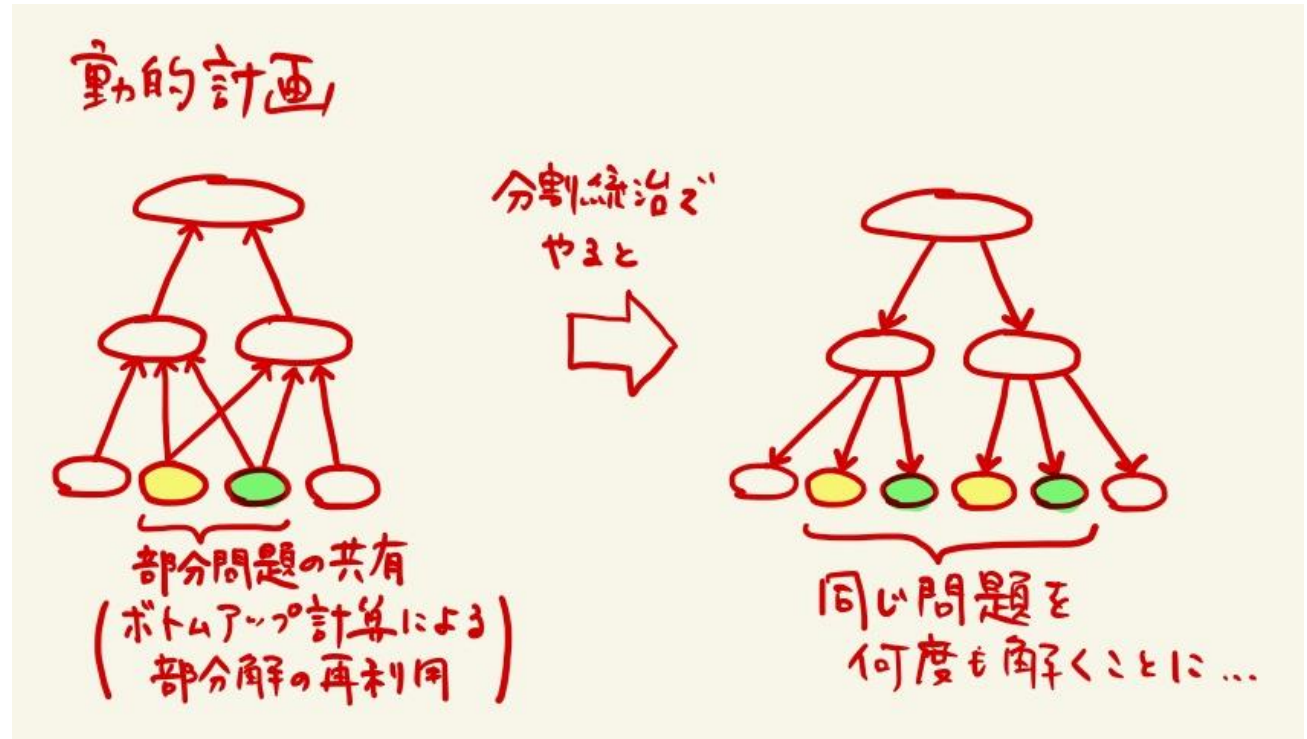 動的計画
分割統治で
やると
部分問題の共有
(ボトムアップ計算による
部分解の再利用)
同じ問題を
何度も解くことに...